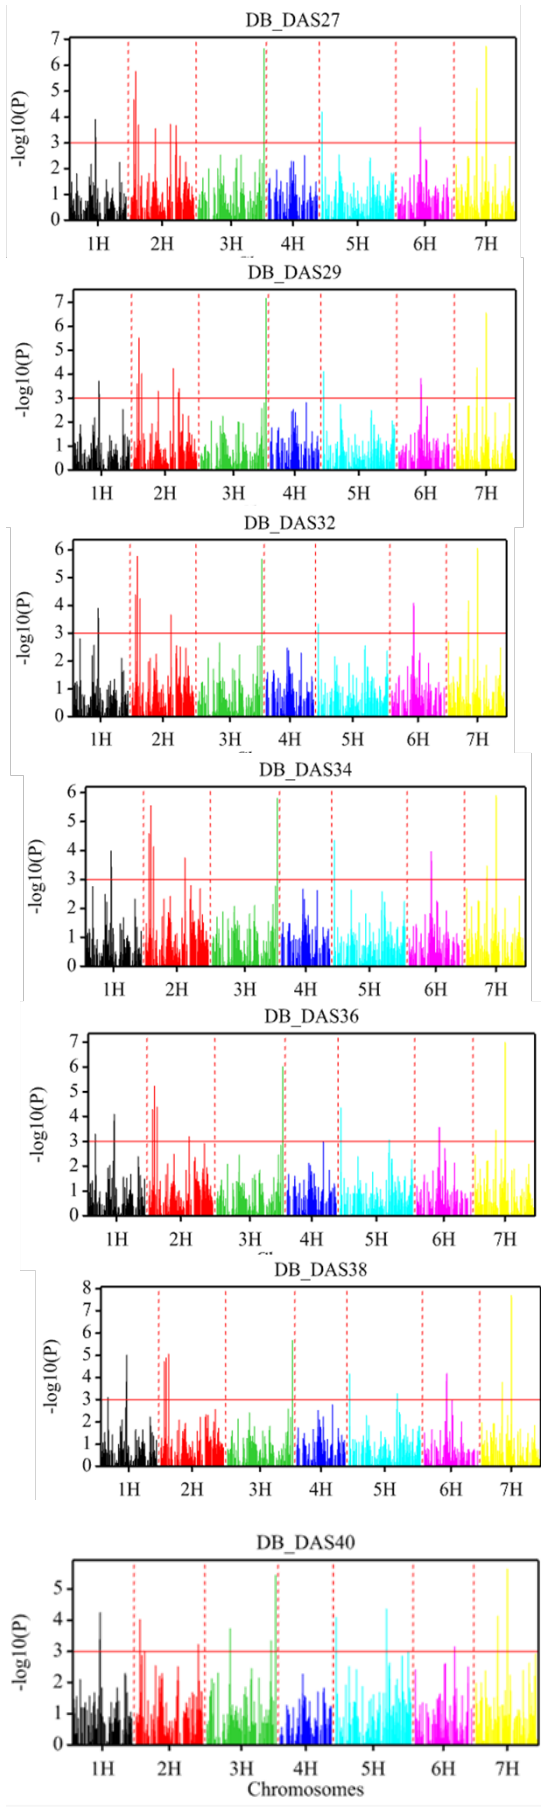 DB_DAS27
7
6
5
4
3
2
1
0
-log10(P)
1H 2H 3H 4H 5H 6H 7H
DB_DAS29
7
6
5
4
3
2
1
0
-log10(P)
1H 2H 3H 4H 5H 6H 7H
DB_DAS32
6
5
4
3
2
1
0
-log10(P)
1H 2H 3H 4H 5H 6H 7H
DB_DAS34
6
5
4
3
2
1
0
-log10(P)
1H 2H 3H 4H 5H 6H 7H
DB_DAS36
7
6
5
4
3
2
1
0
-log10(P)
1H 2H 3H 4H 5H 6H 7H
DB_DAS38
8
7
6
5
4
3
2
1
0
-log10(P)
1H 2H 3H 4H 5H 6H 7H
DB_DAS40
5
4
3
2
1
0
-log10(P)
1H 2H 3H 4H 5H 6H 7H
Chromosomes